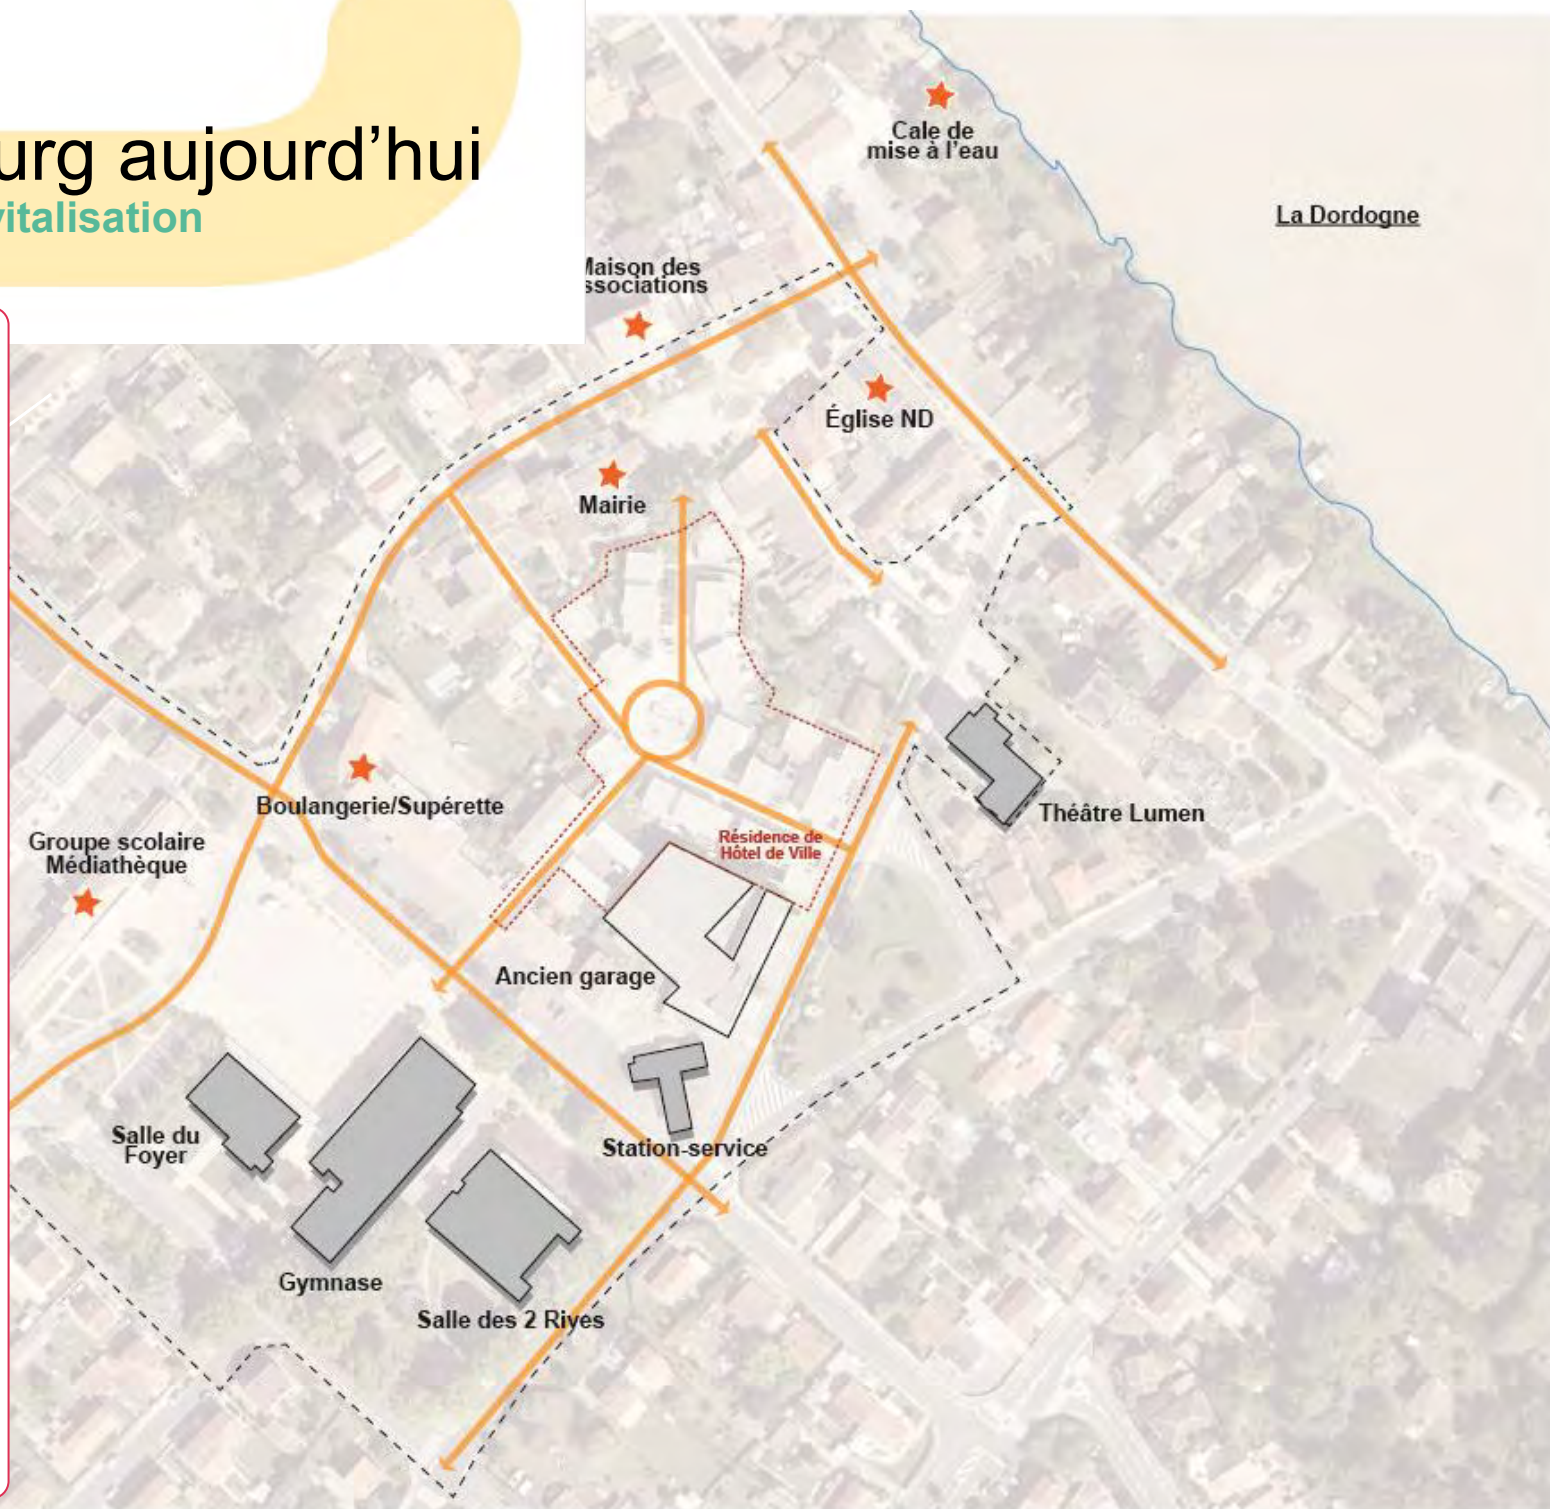 urg aujourd’hui
vitalisation
Cale de
mise à l’eau
La Dordogne
Maison des
ssociations
Église ND
Mairie
Boulangerie/Supérette
Théâtre Lumen
Groupe scolaire
Médiathèque
Résidence de
Hôtel de Ville
Ancien garage
Salle du
Foyer
Station-service
Gymnase
Salle des 2 Rives